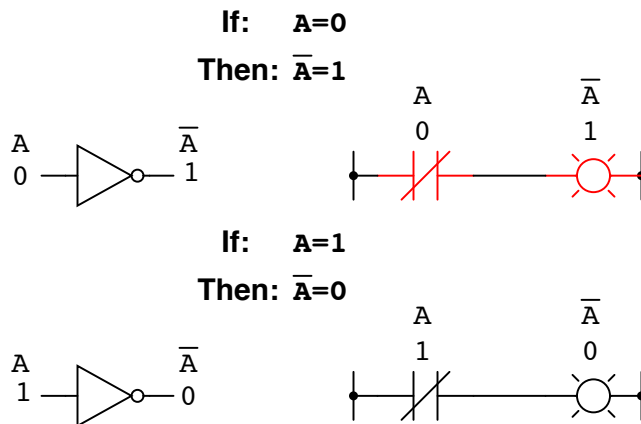 If: A=0
Then: A̅=1
A A̅
0 1
A A̅
0 1
If: A=1
Then: A̅=0
A A̅
1 0
A A̅
1 0